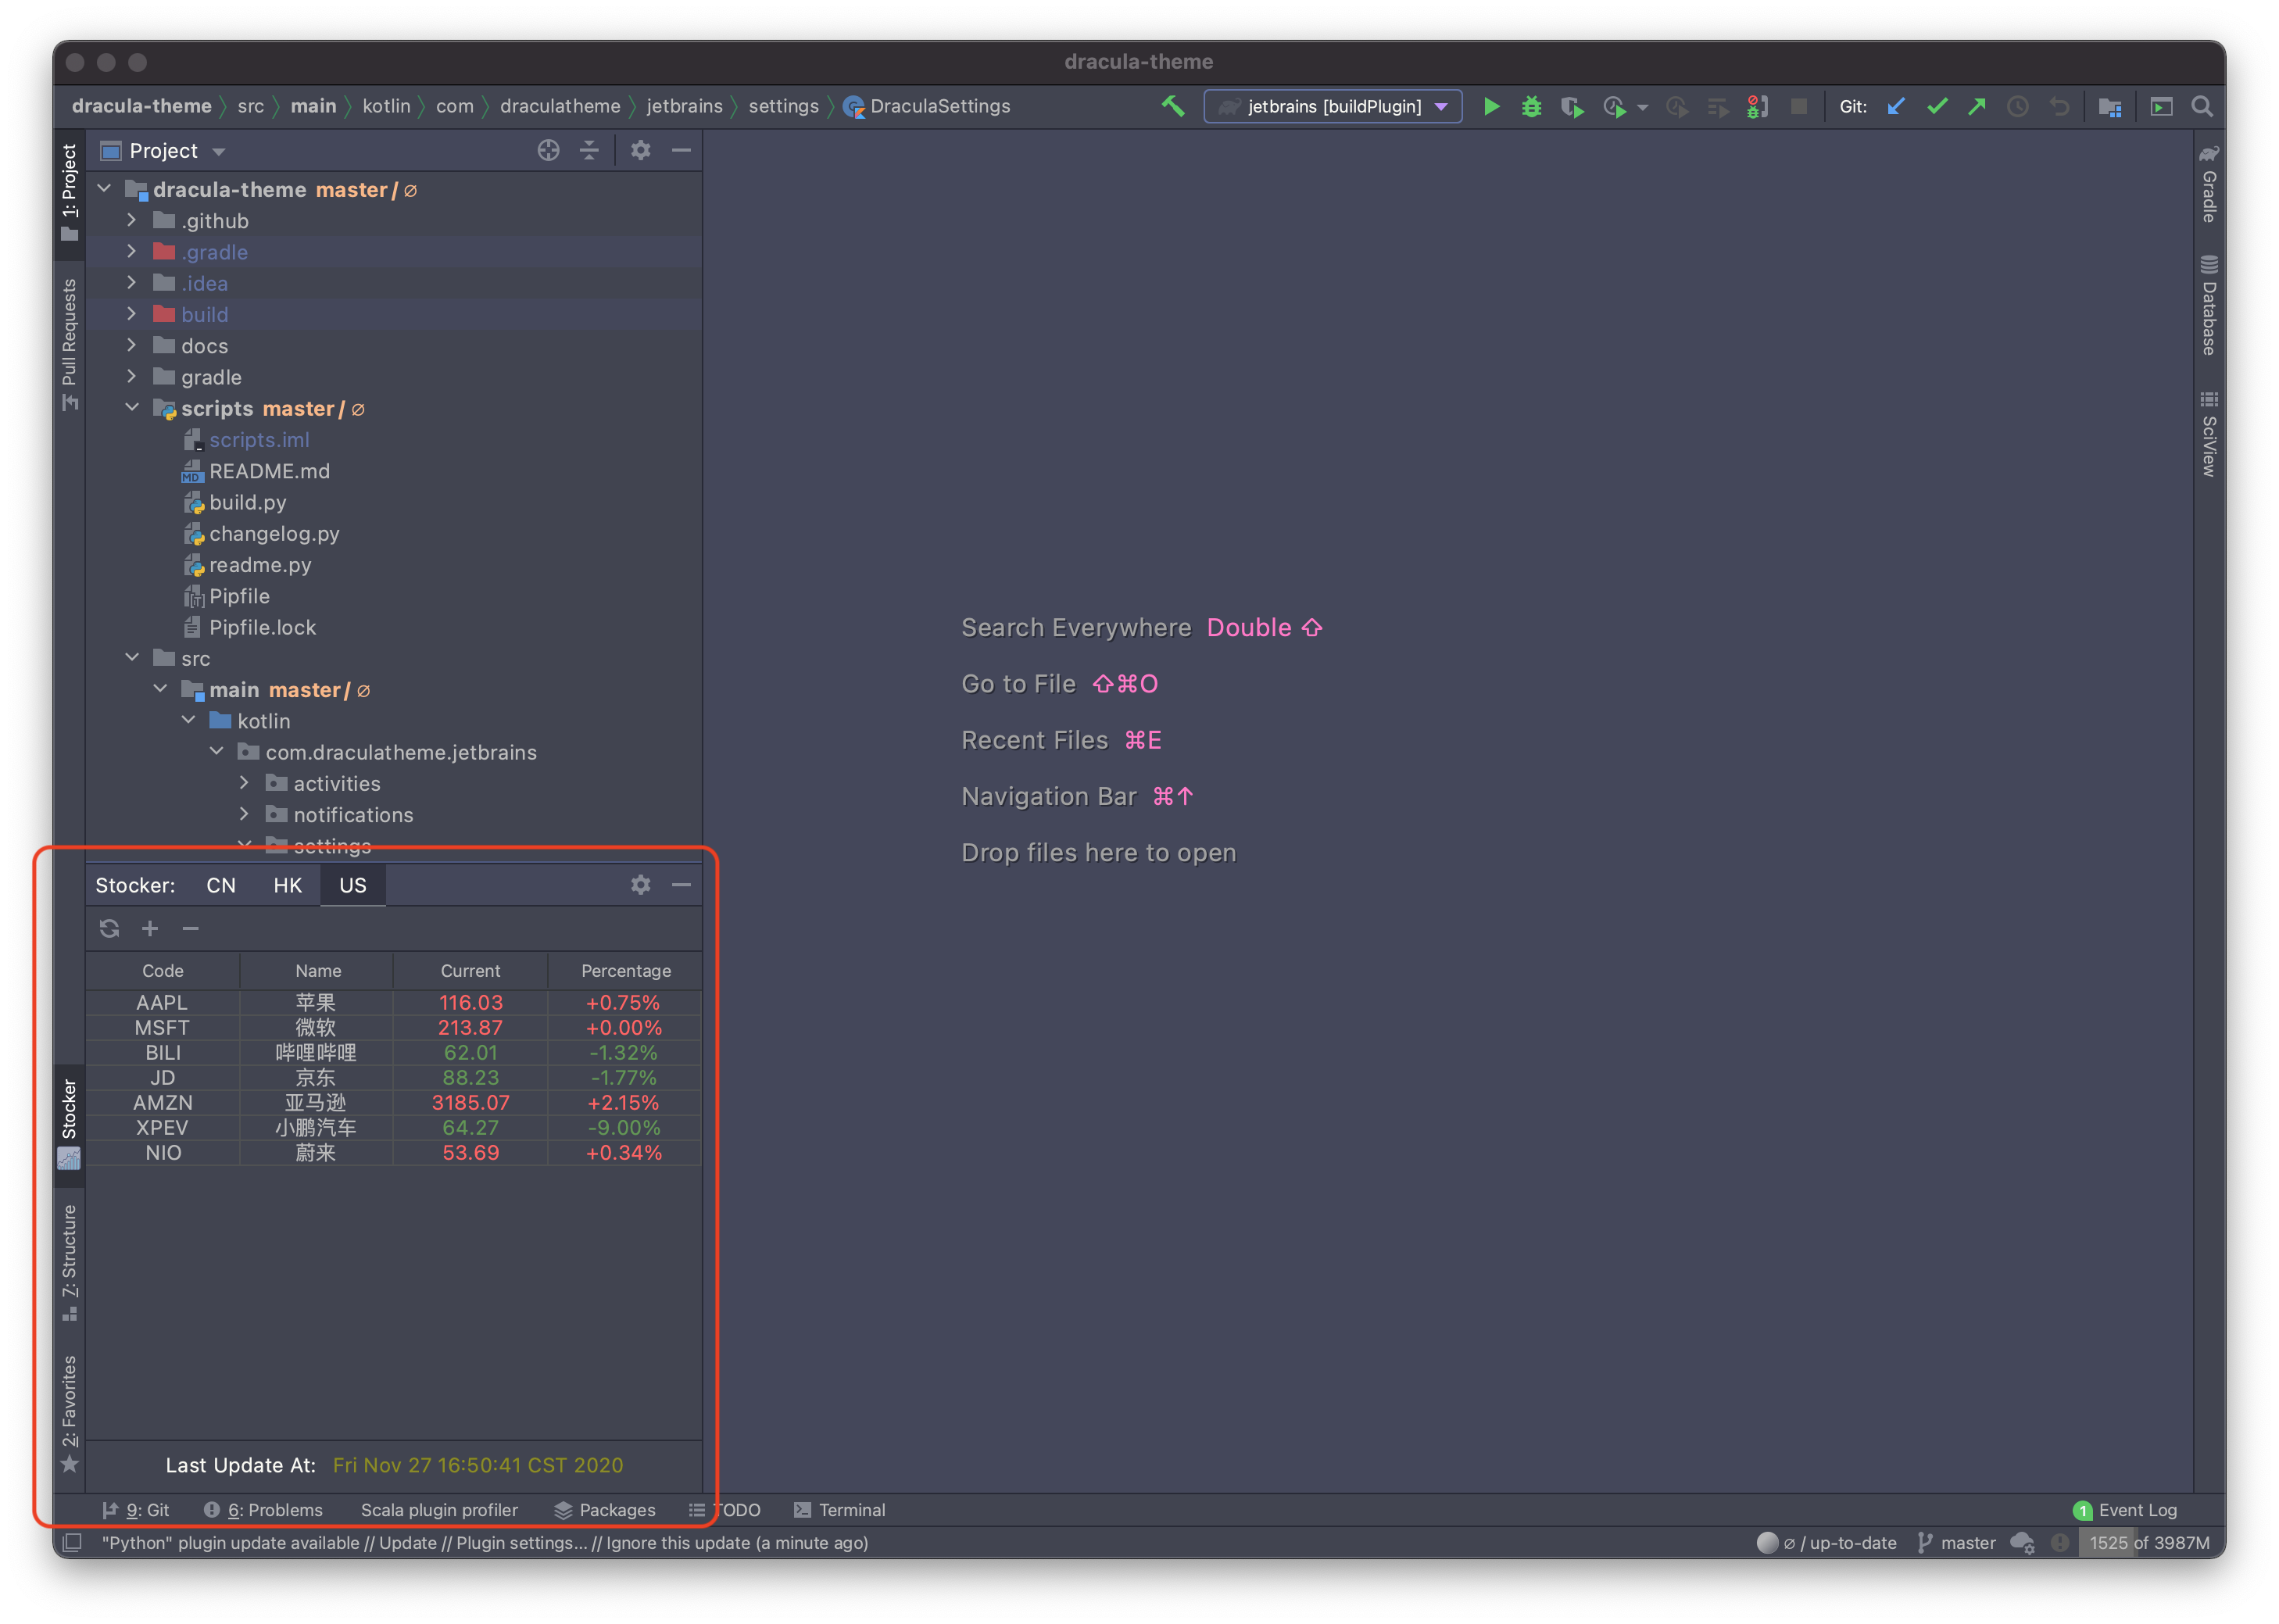 dracula-theme
dracula-theme 〉 src 〉 main 〉 kotlin 〉 com 〉 draculatheme 〉 jetbrains 〉 settings 〉 DraculaSettings
jetbrains [buildPlugin]
Git:
1: Project
Pull Requests
Project
dracula-theme master / ∅
.github
.gradle
.idea
build
docs
gradle
scripts master / ∅
scripts.iml
README.md
build.py
changelog.py
readme.py
Pipfile
Pipfile.lock
src
main master / ∅
kotlin
com.draculatheme.jetbrains
activities
notifications
settings
Search Everywhere Double ⇧
Go to File ⇧⌘O
Recent Files ⌘E
Navigation Bar ⌘↑
Drop files here to open
Gradle
Database
SciView
Stocker
7: Structure
2: Favorites
Stocker: CN HK US
Code Name Current Percentage
AAPL 苹果 116.03 +0.75%
MSFT 微软 213.87 +0.00%
BILI 哔哩哔哩 62.01 -1.32%
JD 京东 88.23 -1.77%
AMZN 亚马逊 3185.07 +2.15%
XPEV 小鹏汽车 64.27 -9.00%
NIO 蔚来 53.69 +0.34%
Last Update At: Fri Nov 27 16:50:41 CST 2020
9: Git 6: Problems Scala plugin profiler Packages TODO Terminal
1 Event Log
"Python" plugin update available // Update // Plugin settings... // Ignore this update (a minute ago)
∅ / up-to-date master 1525 of 3987M